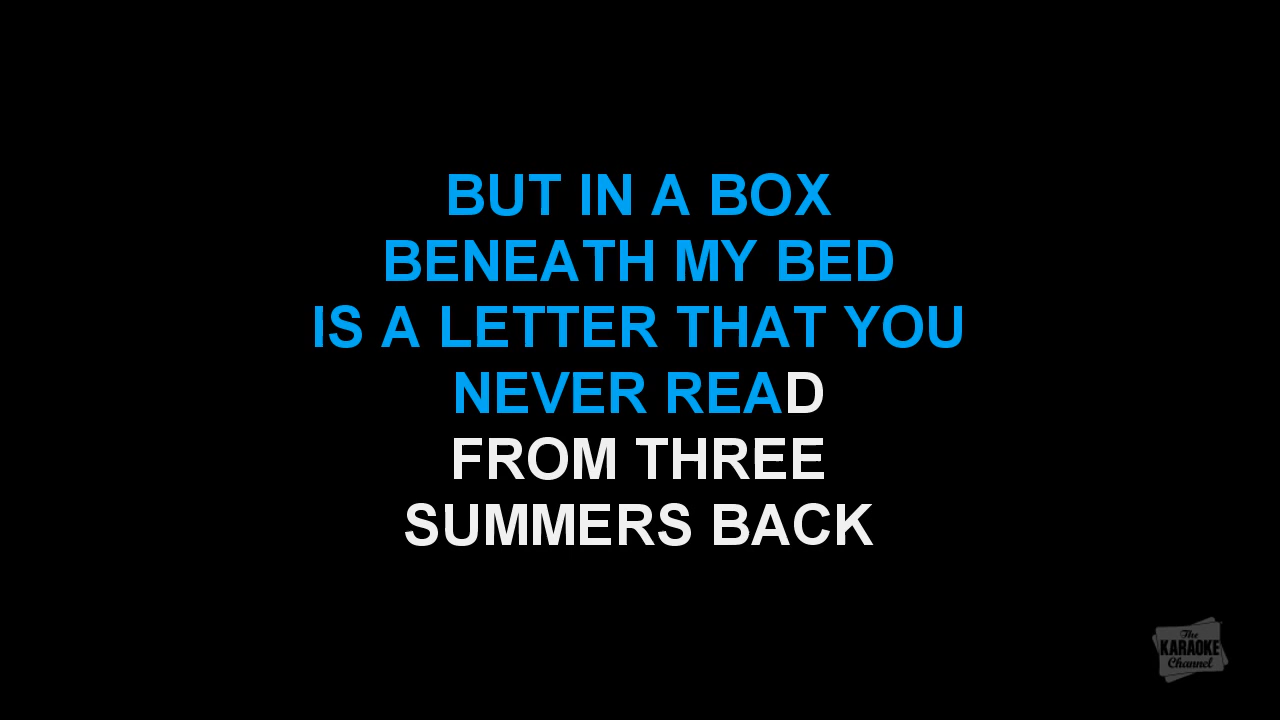 BUT IN A BOX
BENEATH MY BED
IS A LETTER THAT YOU
NEVER READ
FROM THREE
SUMMERS BACK
The
KARAOKE
Channel